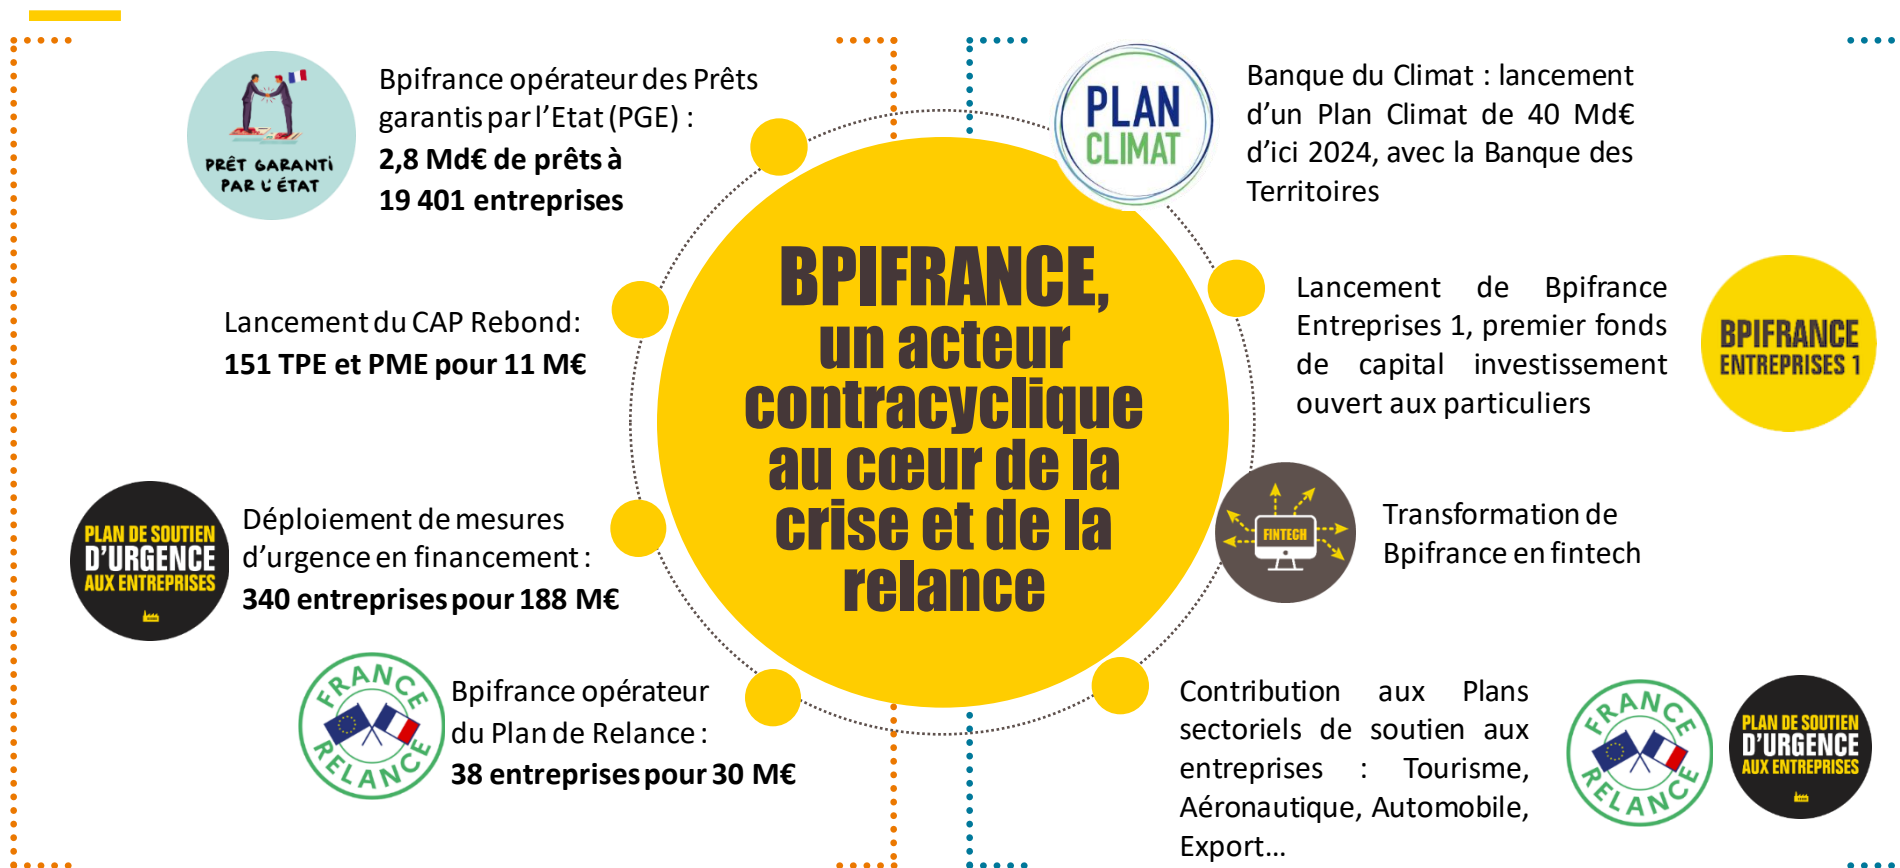 PRÊT GARANTI
PAR L'ÉTAT
Bpifrance opérateur des Prêts
garantis par l’Etat (PGE) :
2,8 Md€ de prêts à
19 401 entreprises
Lancement du CAP Rebond:
151 TPE et PME pour 11 M€
PLAN DE SOUTIEN
D'URGENCE
AUX ENTREPRISES
Déploiement de mesures
d’urgence en financement :
340 entreprises pour 188 M€
FRANCE
RELANCE
Bpifrance opérateur
du Plan de Relance :
38 entreprises pour 30 M€
BPIFRANCE,
un acteur
contracyclique
au cœur de la
crise et de la
relance
PLAN
CLIMAT
Banque du Climat : lancement
d’un Plan Climat de 40 Md€
d’ici 2024, avec la Banque des
Territoires
Lancement de Bpifrance
Entreprises 1, premier fonds
de capital investissement
ouvert aux particuliers
BPIFRANCE
ENTREPRISES 1
FINTECH
Transformation de
Bpifrance en fintech
Contribution aux Plans
sectoriels de soutien aux
entreprises : Tourisme,
Aéronautique, Automobile,
Export…
FRANCE
RELANCE
PLAN DE SOUTIEN
D'URGENCE
AUX ENTREPRISES